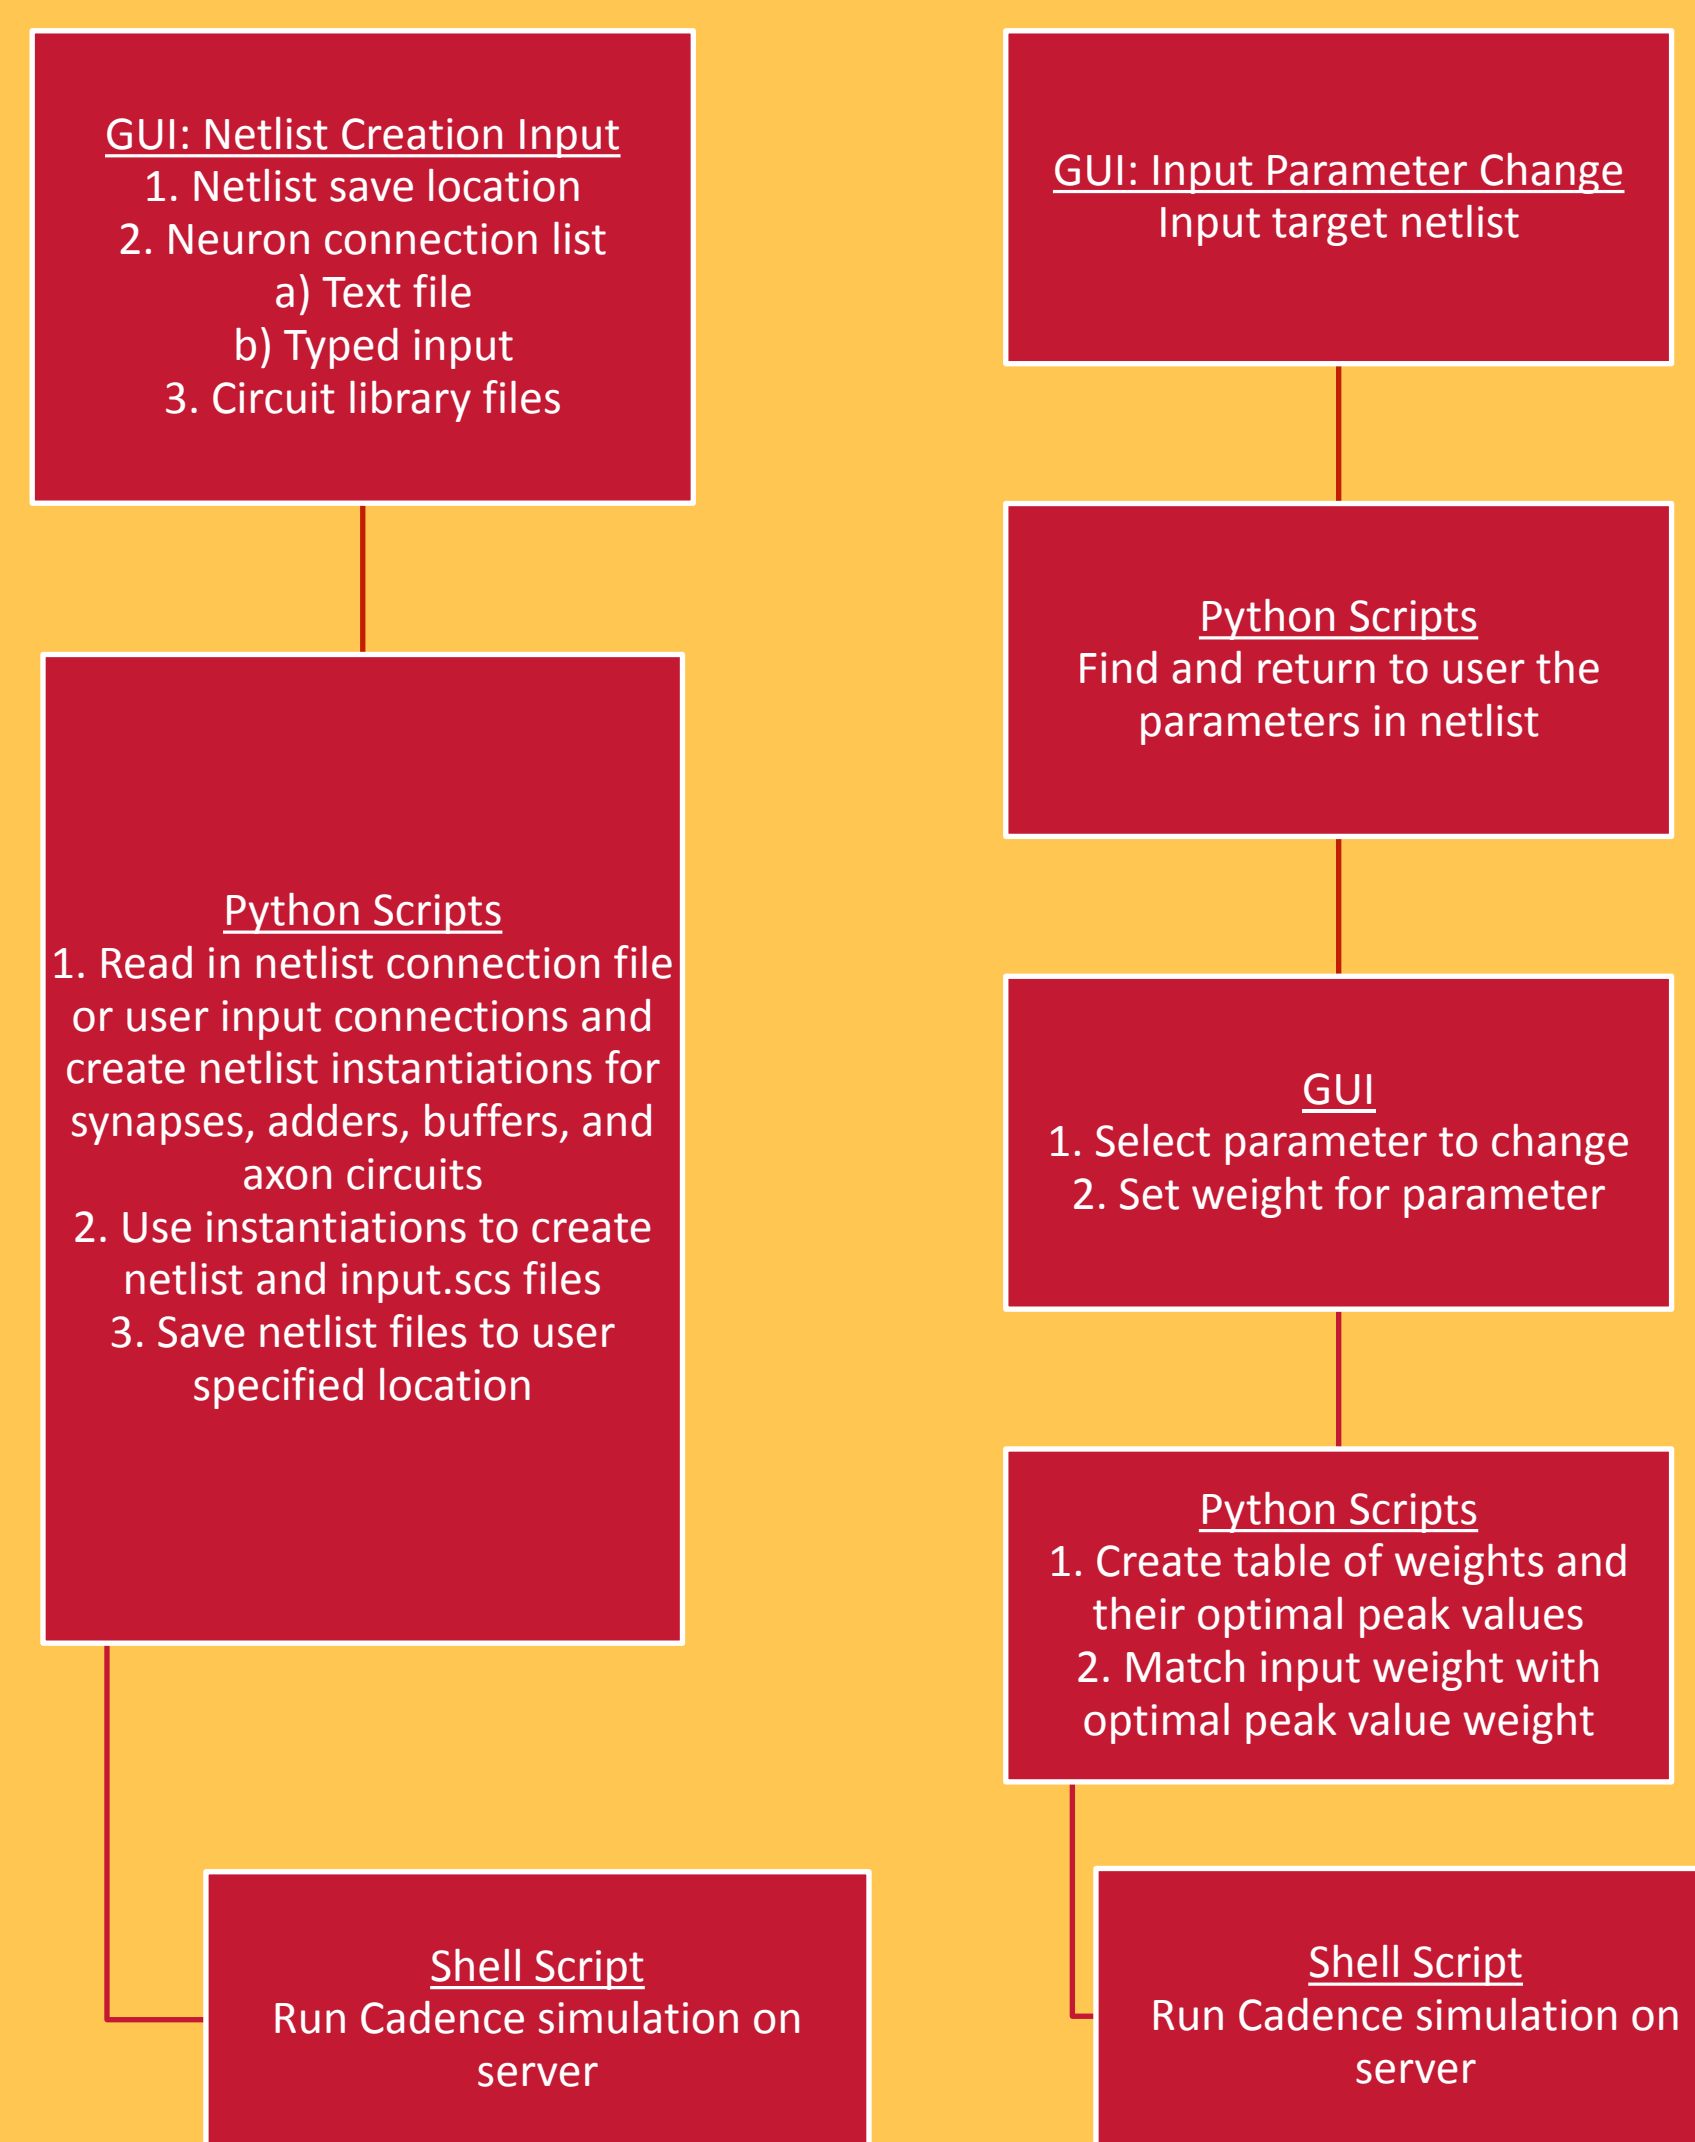 GUI: Netlist Creation Input
1. Netlist save location
2. Neuron connection list
a) Text file
b) Typed input
3. Circuit library files
Python Scripts
1. Read in netlist connection file
or user input connections and
create netlist instantiations for
synapses, adders, buffers, and
axon circuits
2. Use instantiations to create
netlist and input.scs files
3. Save netlist files to user
specified location
Shell Script
Run Cadence simulation on
server
GUI: Input Parameter Change
Input target netlist
Python Scripts
Find and return to user the
parameters in netlist
GUI
1. Select parameter to change
2. Set weight for parameter
Python Scripts
1. Create table of weights and
their optimal peak values
2. Match input weight with
optimal peak value weight
Shell Script
Run Cadence simulation on
server